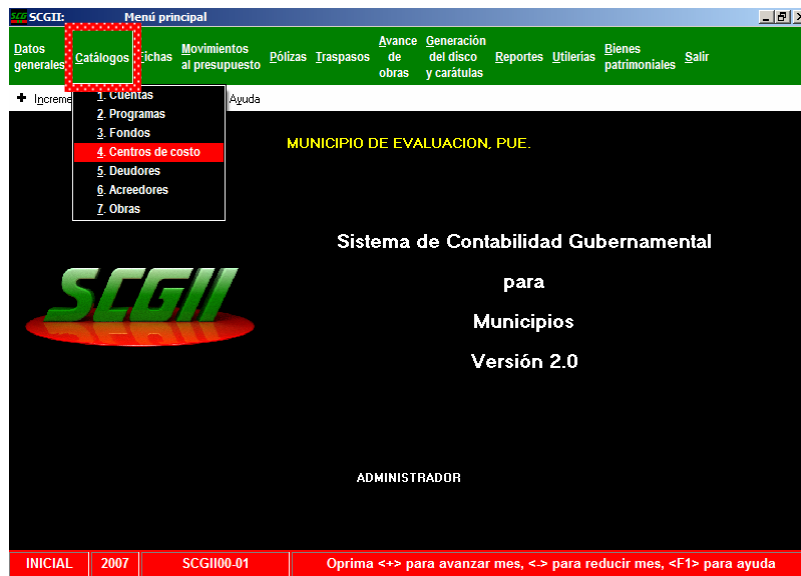 SCG SCGII: Menú principal
Datos generales
Catálogos
Fichas
Movimientos al presupuesto
Pólizas
Traspasos
Avance de obras
Generación del disco y carátulas
Reportes
Utilerias
Bienes patrimoniales
Salir
Ayuda
1. Cuentas
2. Programas
3. Fondos
4. Centros de costo
5. Deudores
6. Acreedores
7. Obras
MUNICIPIO DE EVALUACION, PUE.
Sistema de Contabilidad Gubernamental
para
Municipios
Versión 2.0
SCGII
ADMINISTRADOR
INICIAL 2007 SCGII00-01 Oprima <+> para avanzar mes, <-> para reducir mes, <F1> para ayuda